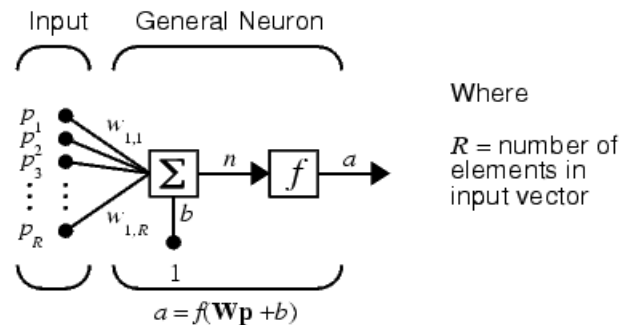 Input General Neuron
p1
p2
p3
pR
w1,1
w1,R
Σ
n
f
a
b
1
a = f(Wp +b)
Where
R = number of
elements in
input vector